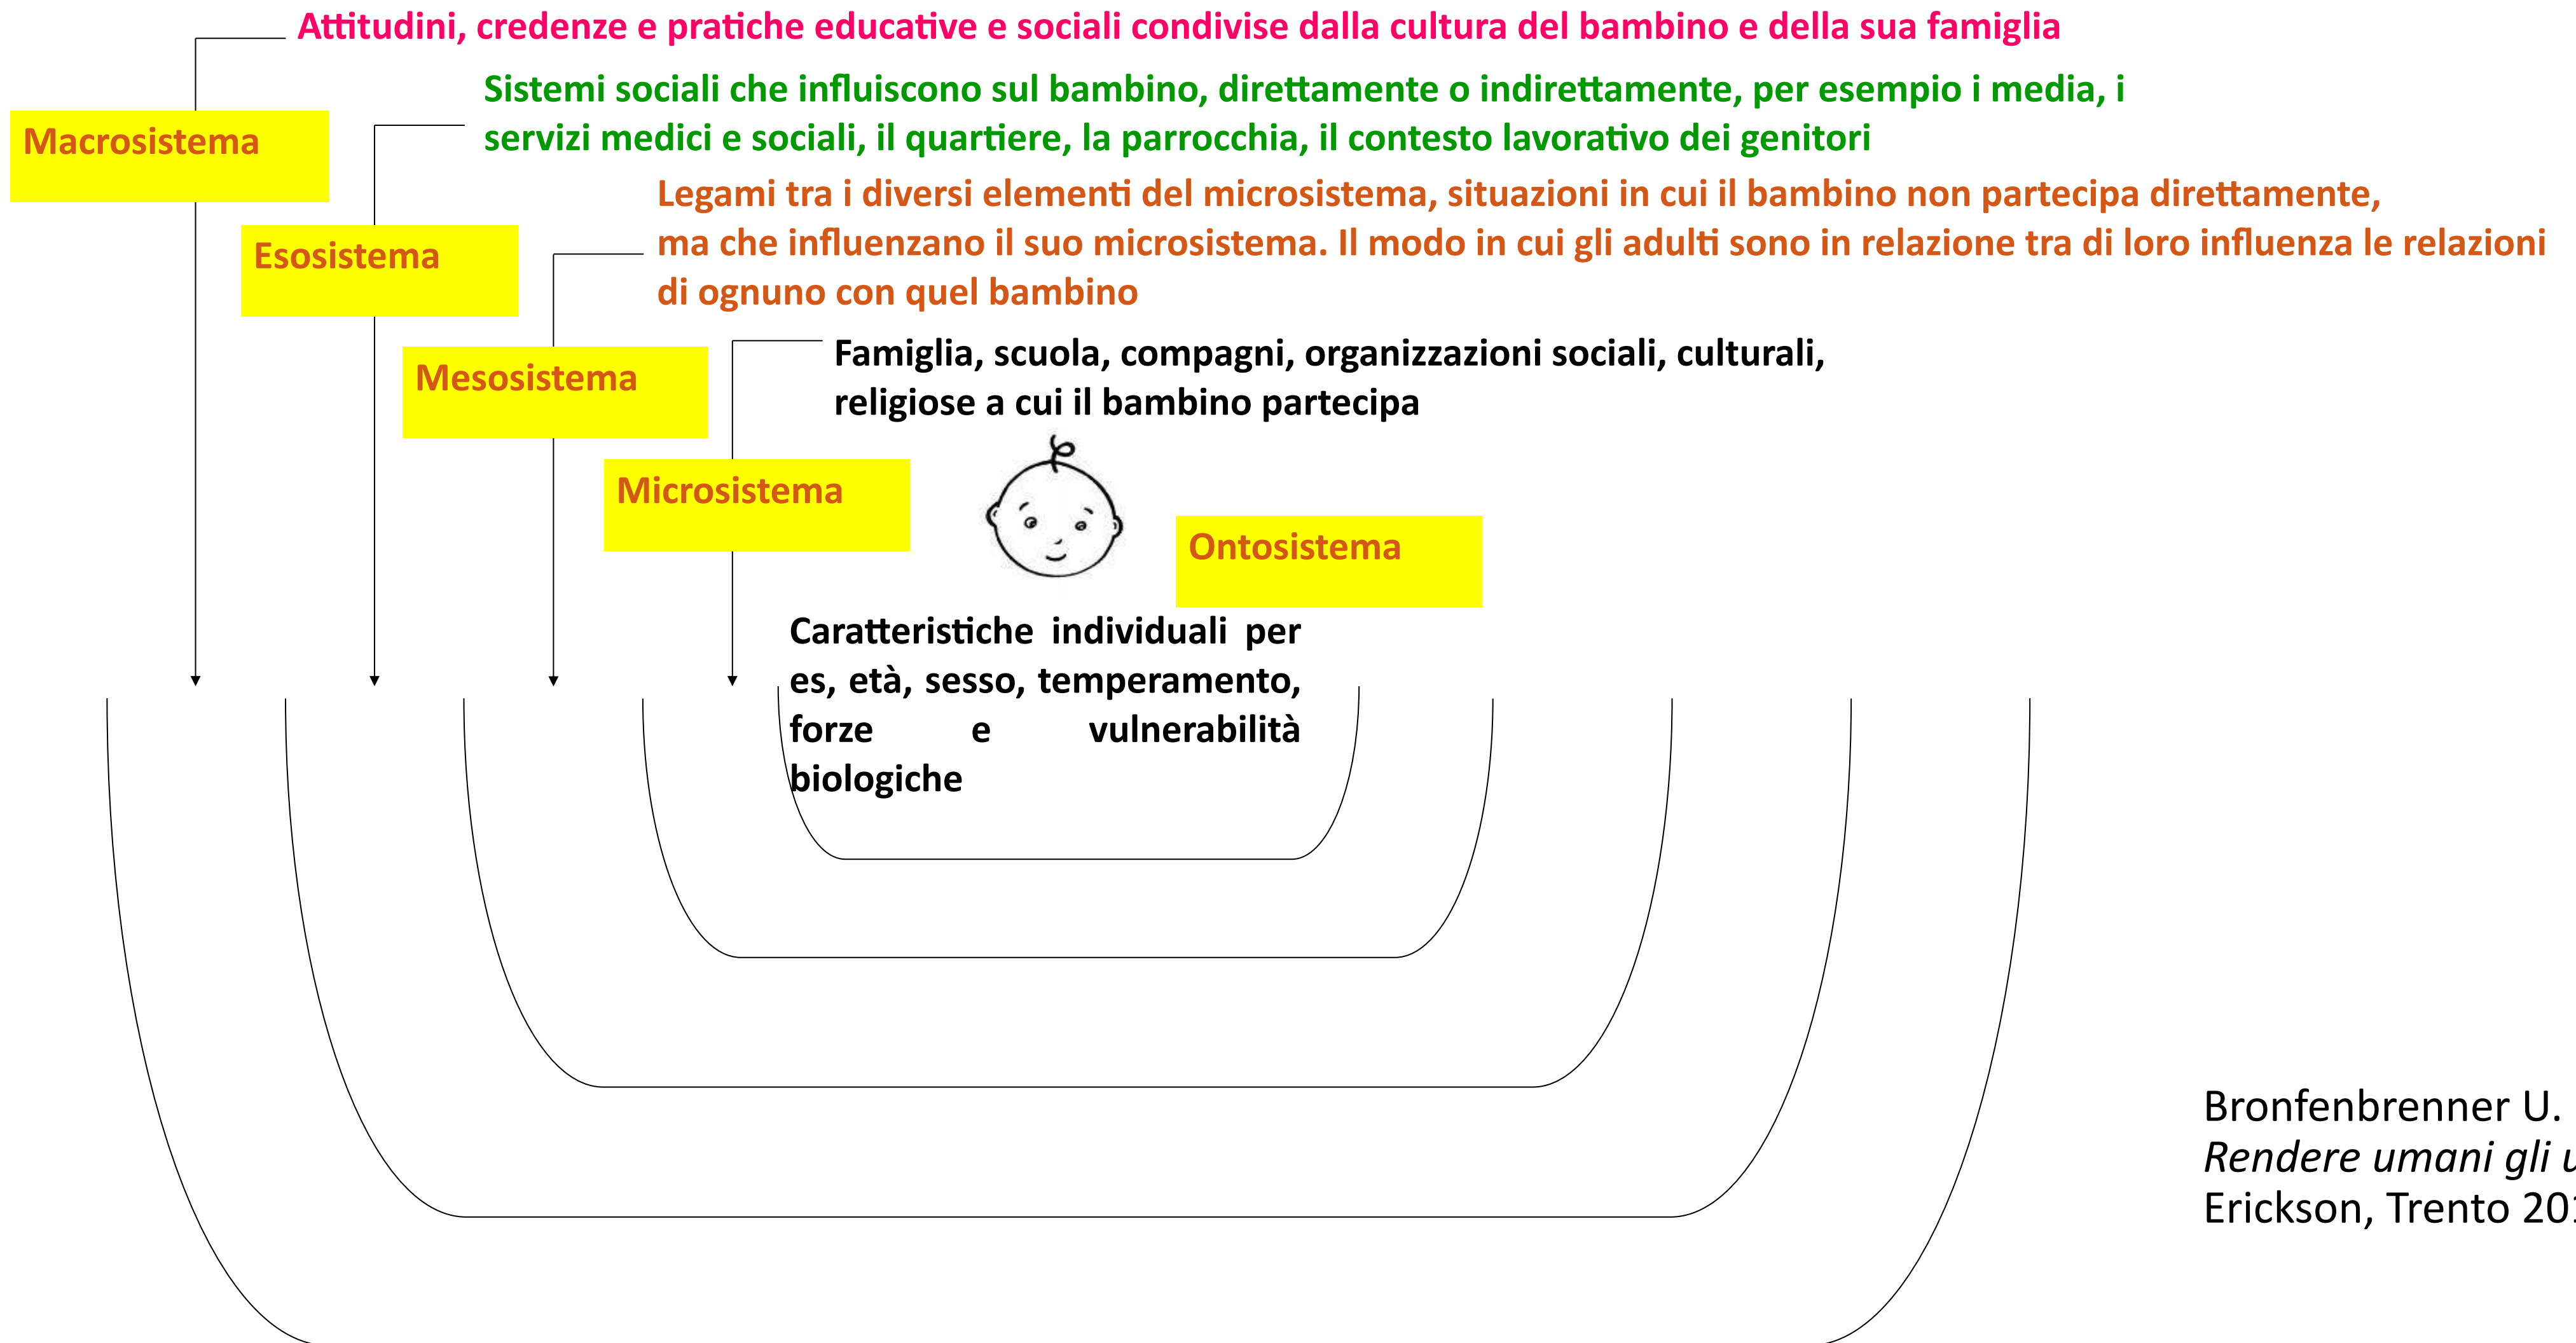 Attitudini, credenze e pratiche educative e sociali condivise dalla cultura del bambino e della sua famiglia
Sistemi sociali che influiscono sul bambino, direttamente o indirettamente, per esempio i media, i
servizi medici e sociali, il quartiere, la parrocchia, il contesto lavorativo dei genitori
Macrosistema
Legami tra i diversi elementi del microsistema, situazioni in cui il bambino non partecipa direttamente,
ma che influenzano il suo microsistema. Il modo in cui gli adulti sono in relazione tra di loro influenza le relazioni
di ognuno con quel bambino
Esosistema
Famiglia, scuola, compagni, organizzazioni sociali, culturali,
religiose a cui il bambino partecipa
Mesosistema
Microsistema
Ontosistema
Caratteristiche individuali per
es, età, sesso, temperamento,
forze e vulnerabilità
biologiche
Bronfenbrenner U.
Rendere umani gli
Erickson, Trento